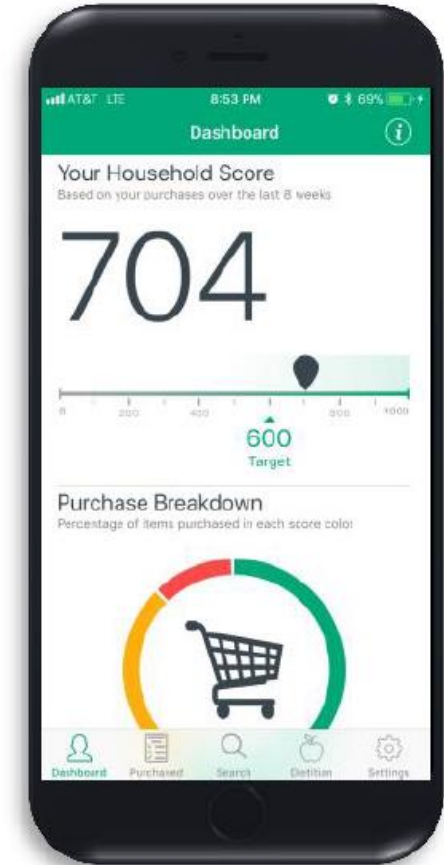 AT&T LTE 8:53 PM 69%
Dashboard
Your Household Score
Based on your purchases over the last 8 weeks
704
0 200 400 800 1000
600
Target
Purchase Breakdown
Percentage of items purchased in each score color
Dashboard Purchased Search Dietitian Settings